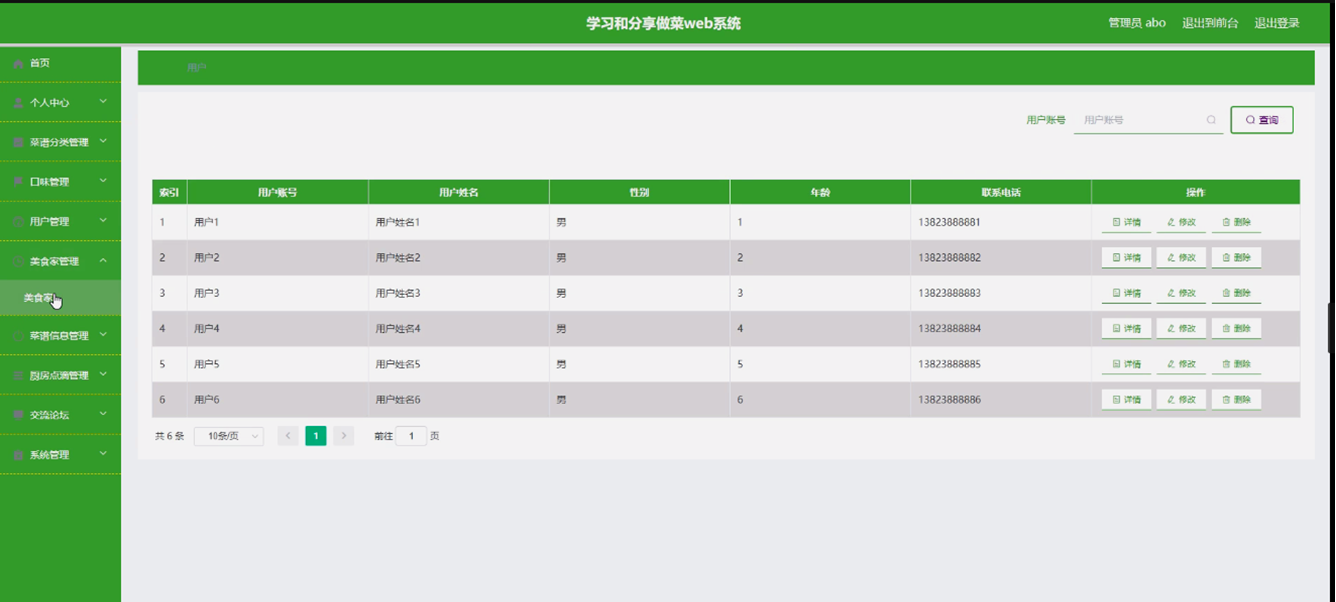 学习和分享做菜web系统
管理员 abo 退出到前台 退出登录
首页
个人中心
菜谱分类管理
口味管理
用户管理
美食家管理
美食家
菜谱信息管理
厨房点滴管理
交流论坛
系统管理
用户
用户账号 用户账号 查询
索引 用户账号 用户姓名 性别 年龄 联系电话 操作
1 用户1 用户姓名1 男 1 13823888881 详情 修改 删除
2 用户2 用户姓名2 男 2 13823888882 详情 修改 删除
3 用户3 用户姓名3 男 3 13823888883 详情 修改 删除
4 用户4 用户姓名4 男 4 13823888884 详情 修改 删除
5 用户5 用户姓名5 男 5 13823888885 详情 修改 删除
6 用户6 用户姓名6 男 6 13823888886 详情 修改 删除
共 6 条 10条/页 1 前往 1 页